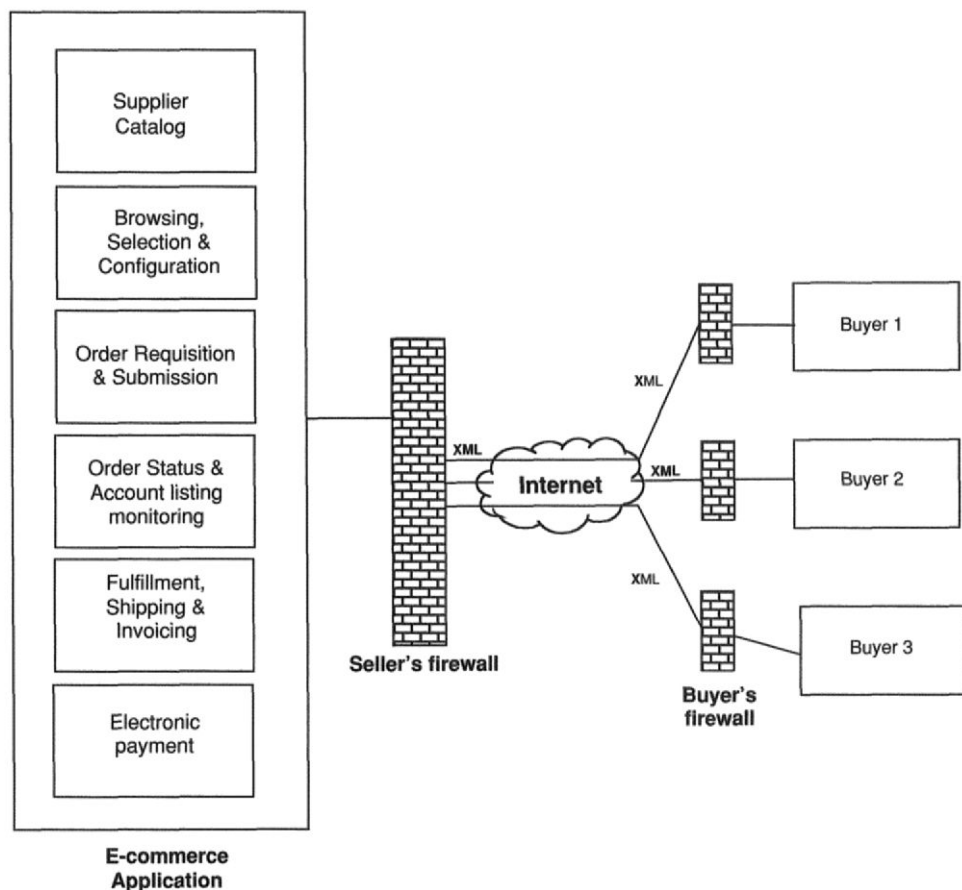 Supplier
Catalog
Browsing,
Selection &
Configuration
Order Requisition
& Submission
Order Status &
Account listing
monitoring
Fulfillment,
Shipping &
Invoicing
Electronic
payment
E-commerce
Application
Seller's firewall
XML
Internet
XML
XML
XML
Buyer 1
Buyer 2
Buyer 3
Buyer's
firewall